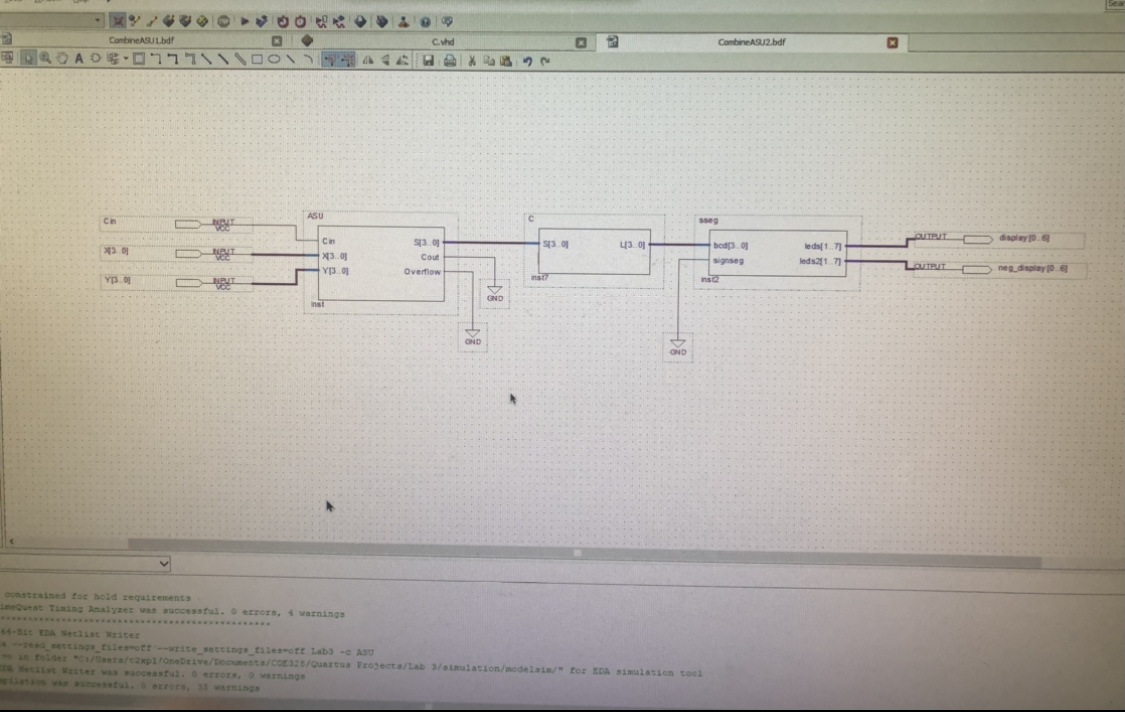 Sear
CombineASU1.bdf
C.vhd
CombineASU2.bdf
A
Cin
INPUT
VCC
X[3..0]
INPUT
VCC
Y[3..0]
INPUT
VCC
ASU
Cin
X[3..0]
Y[3..0]
S[3..0]
Cout
Overflow
inst
GND
GND
C
S[3..0]
L[3..0]
inst7
sseg
bcd[3..0]
signseg
leds[1..7]
leds2[1..7]
inst2
GND
OUTPUT
display[0..6]
OUTPUT
neg_display[0..6]
constrained for hold requirements
imeQuest Timing Analyzer was successful. 0 errors, 4 warnings
64-Bit EDA Netlist Writer
--read_settings_files=off --write_settings_files=off Lab3 -c ASU
in folder "C:/Users/ /OneDrive/Documents/COE328/Quartus Projects/Lab 3/simulation/modelsim/" for EDA simulation tool
EDA Netlist Writer was successful. 0 errors, 0 warnings
mpilation was successful. 0 errors, warnings